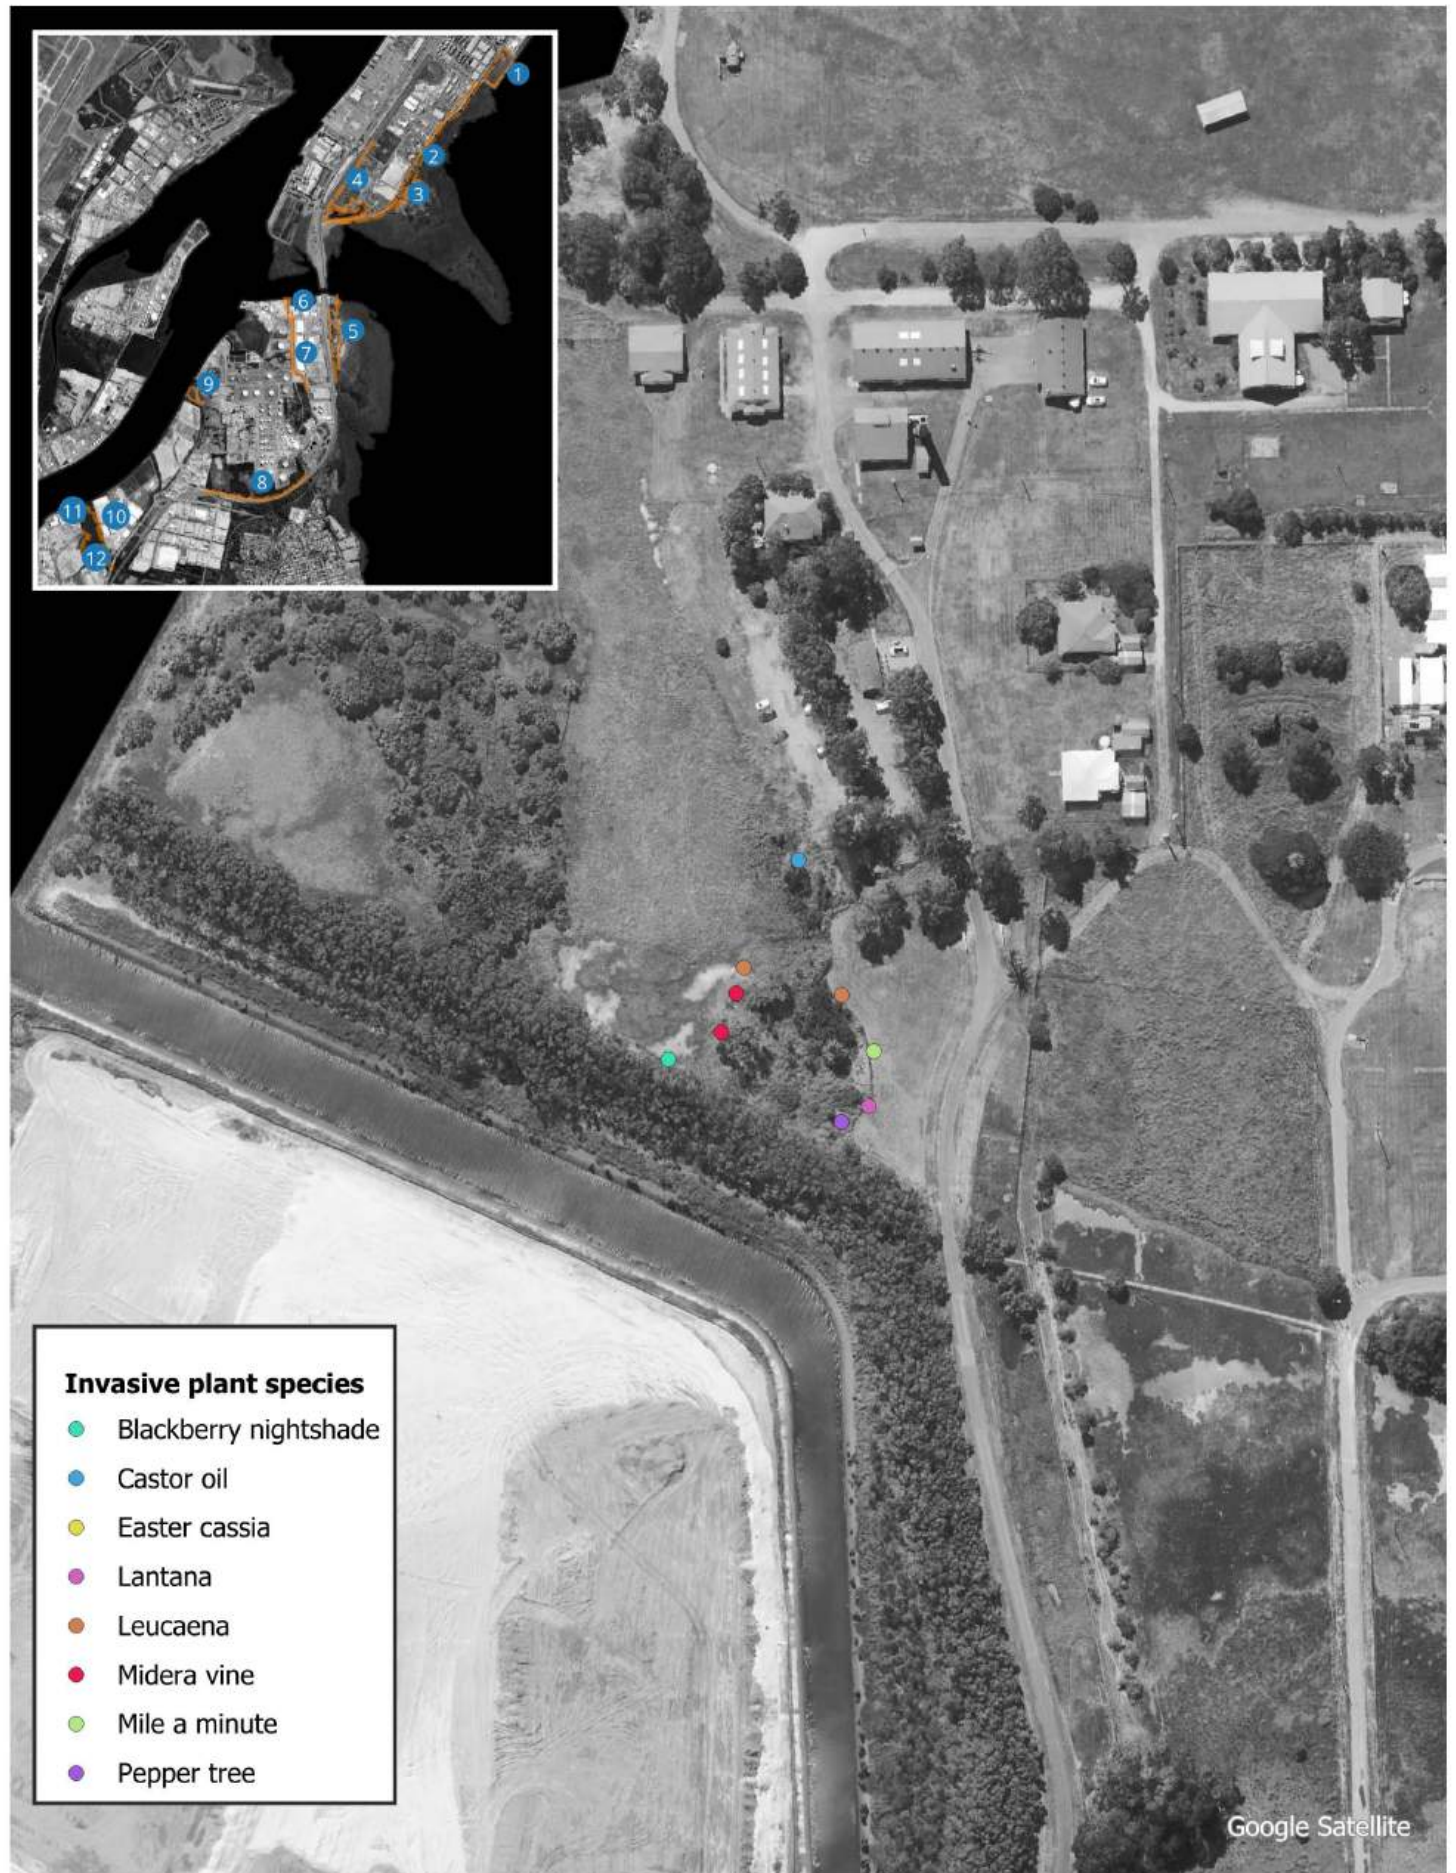 1
2
4
3
6
5
7
9
8
11
10
12
Invasive plant species
Blackberry nightshade
Castor oil
Easter cassia
Lantana
Leucaena
Midera vine
Mile a minute
Pepper tree
Google Satellite